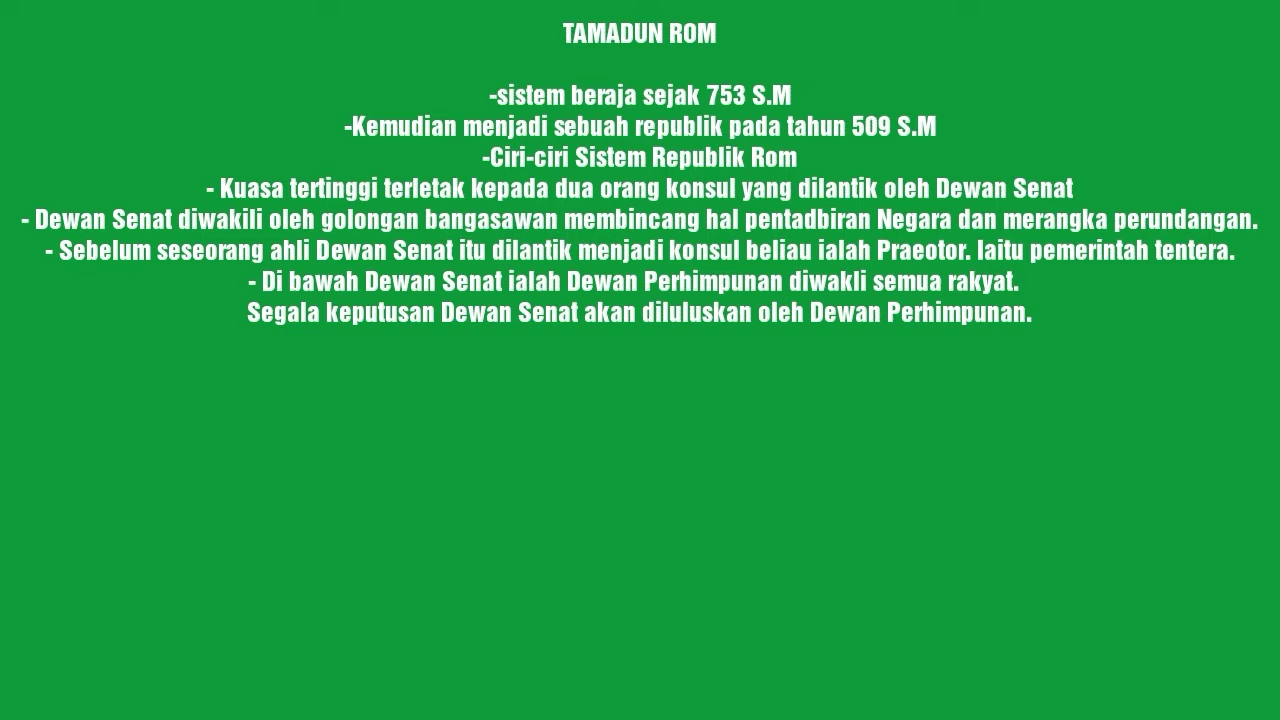 TAMADUN ROM
-sistem beraja sejak 753 S.M
-Kemudian menjadi sebuah republik pada tahun 509 S.M
-Ciri-ciri Sistem Republik Rom
- Kuasa tertinggi terletak kepada dua orang konsul yang dilantik oleh Dewan Senat
- Dewan Senat diwakili oleh golongan bangasawan membincang hal pentadbiran Negara dan merangka perundangan.
- Sebelum seseorang ahli Dewan Senat itu dilantik menjadi konsul beliau ialah Praeotor. Iaitu pemerintah tentera.
- Di bawah Dewan Senat ialah Dewan Perhimpunan diwakli semua rakyat.
Segala keputusan Dewan Senat akan diluluskan oleh Dewan Perhimpunan.